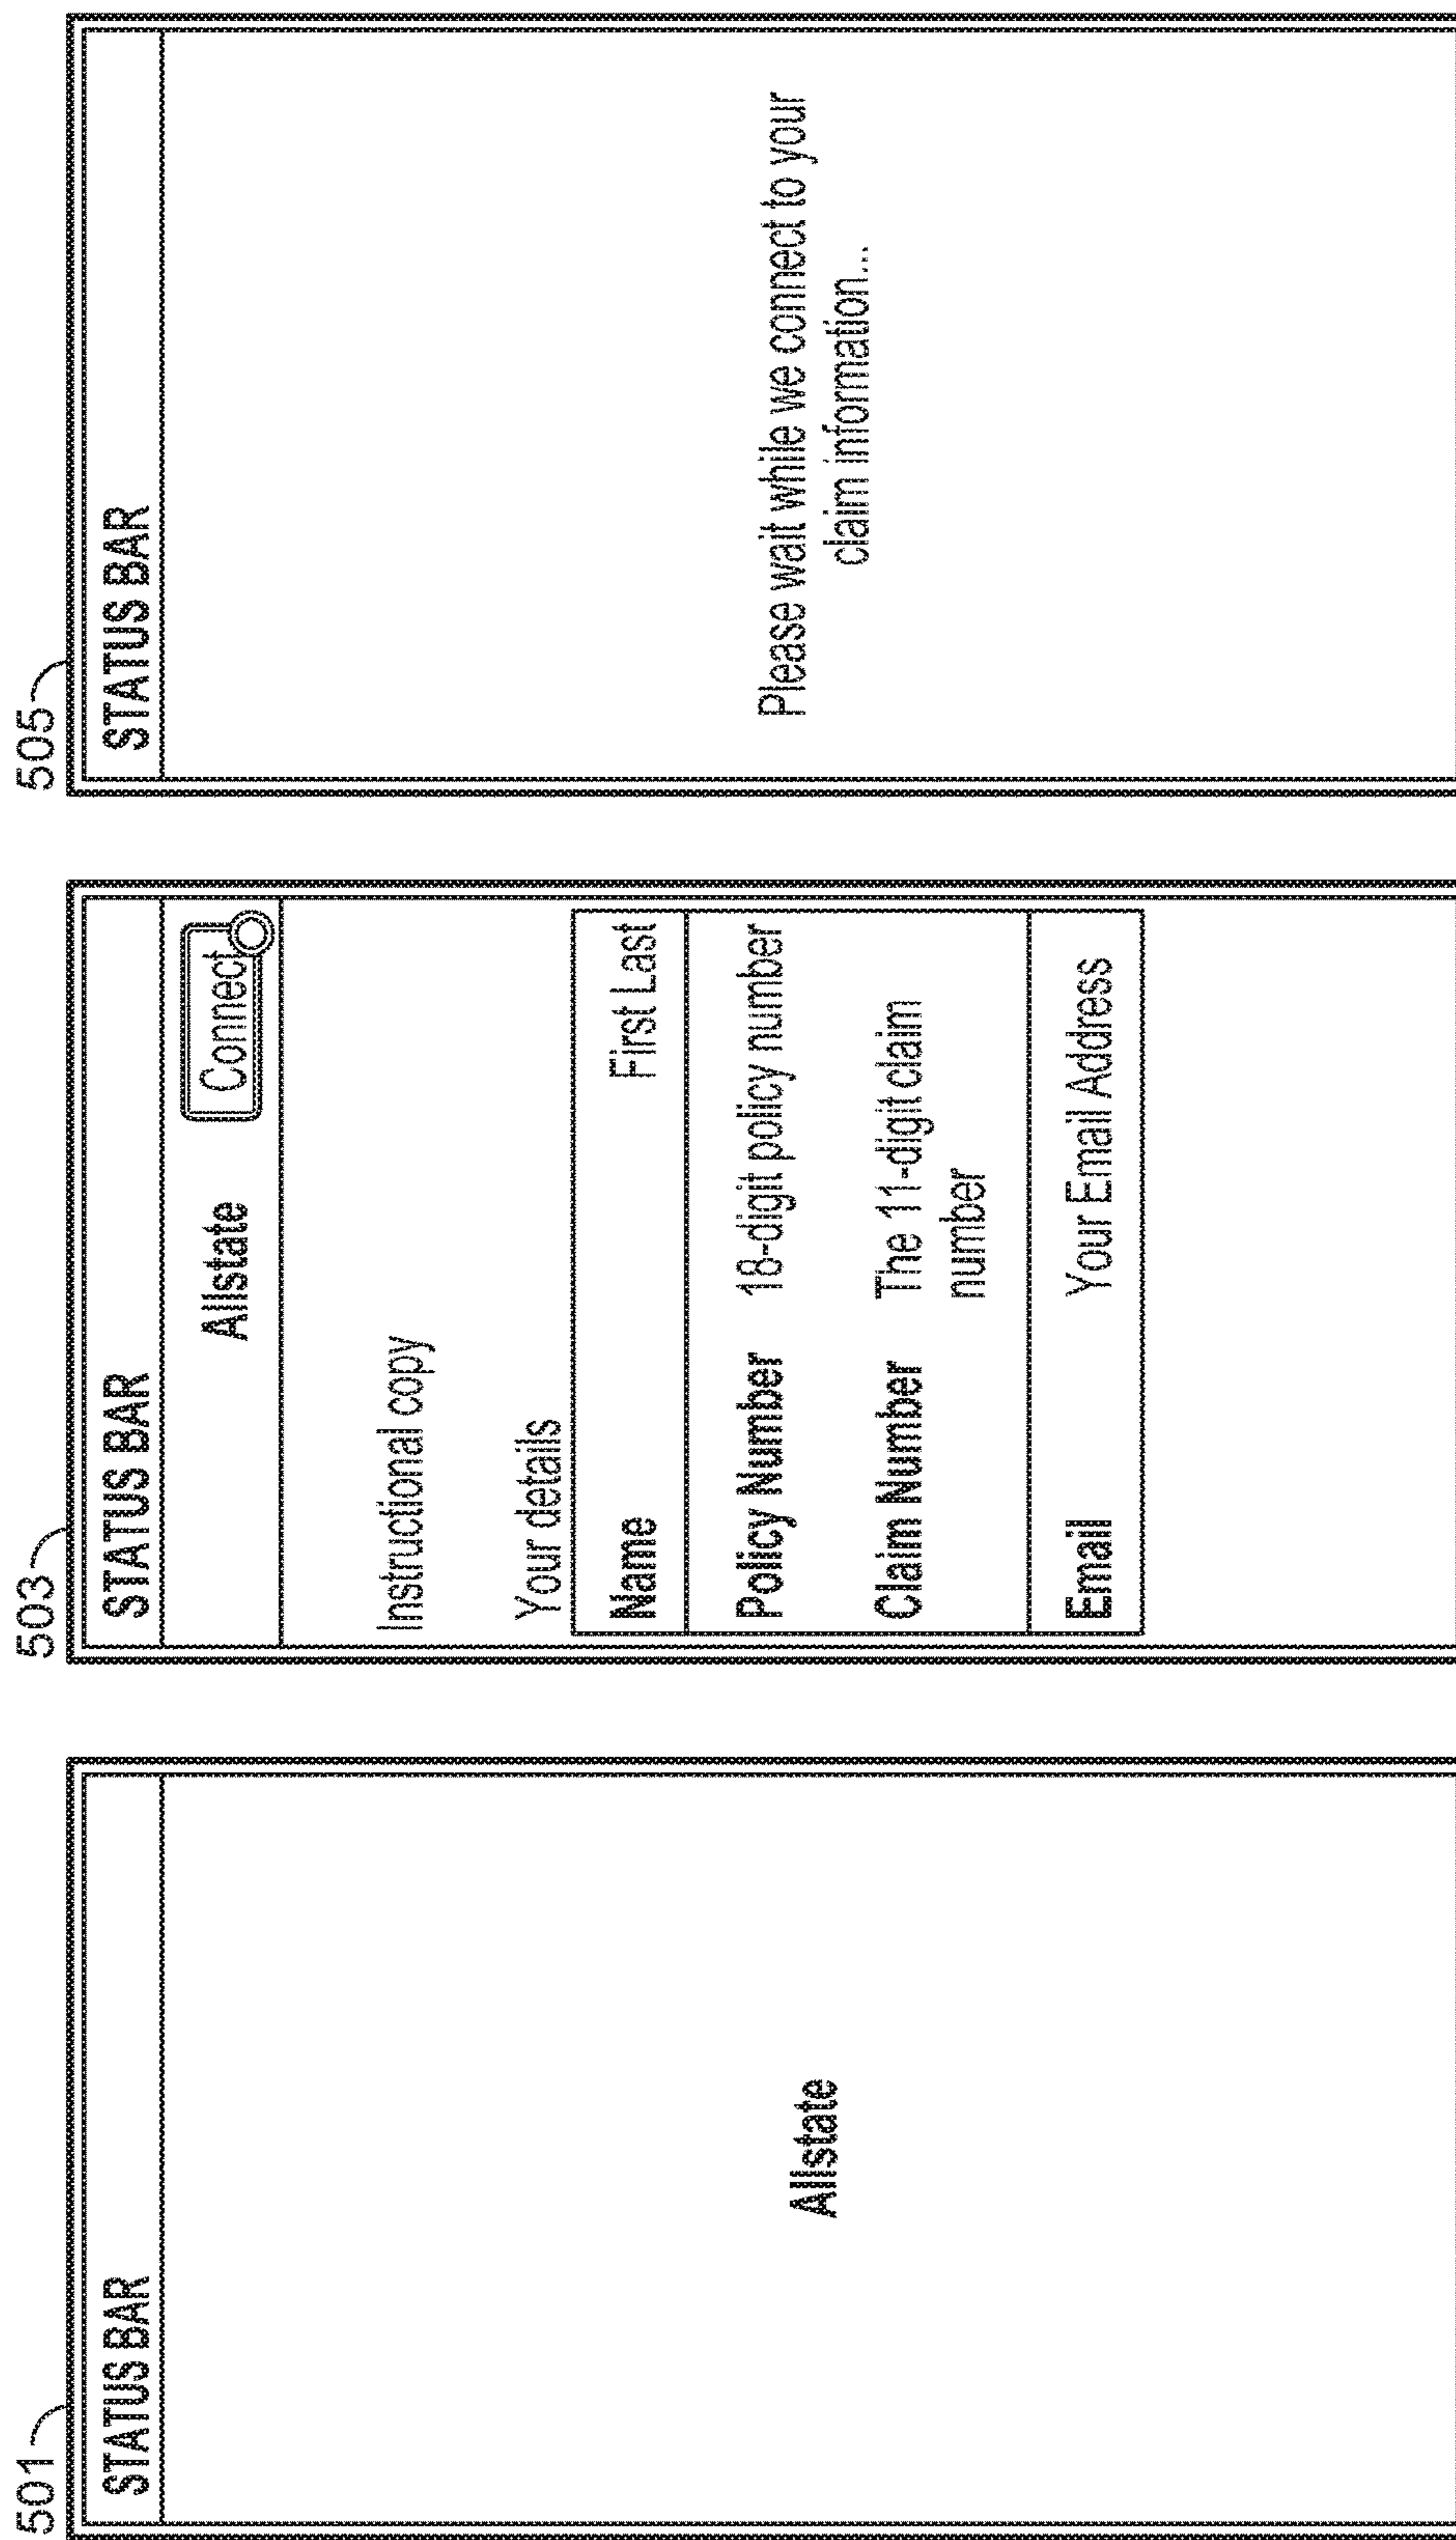 501
STATUS BAR
Allstate
503
STATUS BAR
Allstate Connect
Instructional copy
Your details
Name First Last
Policy Number 18-digit policy number
Claim Number The 11-digit claim
number
Email Your Email Address
505
STATUS BAR
Please wait while we connect to your
claim information...